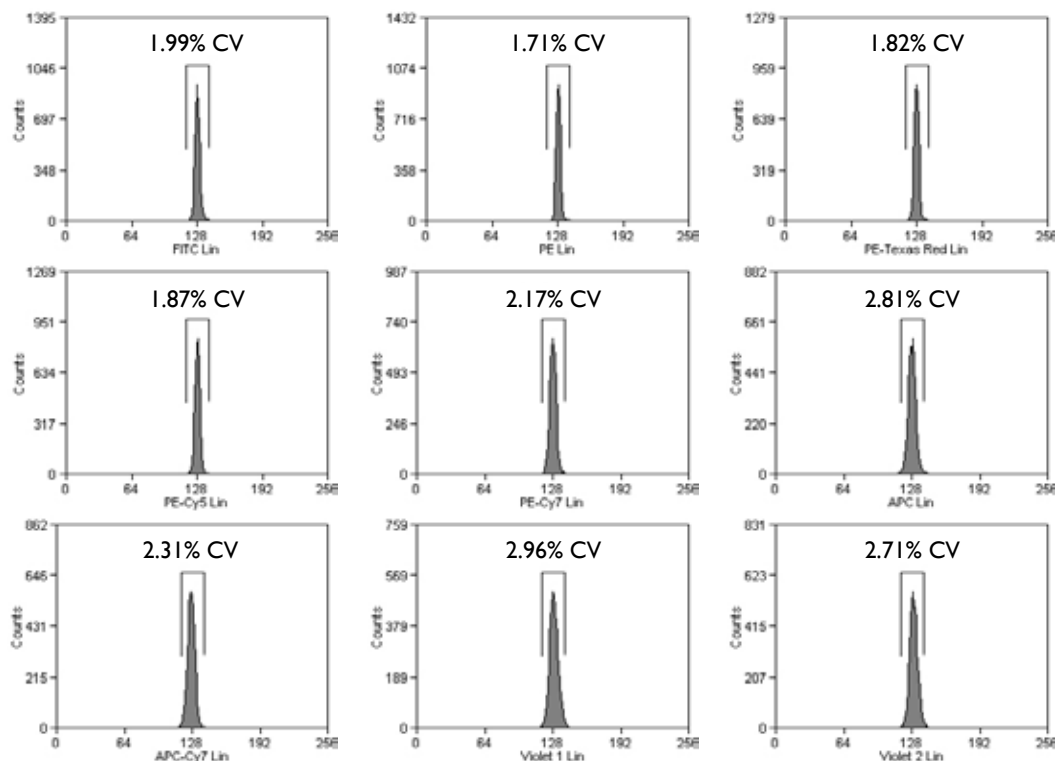 1395
1046
697
348
0
Counts
1.99% CV
0 64 128 192 256
FITC Lin
1432
1074
716
358
0
Counts
1.71% CV
0 64 128 192 256
PE Lin
1279
959
639
319
0
Counts
1.82% CV
0 64 128 192 256
PE-Texas Red Lin
1269
951
634
317
0
Counts
1.87% CV
0 64 128 192 256
PE-Cy5 Lin
987
740
493
246
0
Counts
2.17% CV
0 64 128 192 256
PE-Cy7 Lin
882
661
441
220
0
Counts
2.81% CV
0 64 128 192 256
APC Lin
862
646
431
215
0
Counts
2.31% CV
0 64 128 192 256
APC-Cy7 Lin
759
569
379
189
0
Counts
2.96% CV
0 64 128 192 256
Violet 1 Lin
831
623
415
207
0
Counts
2.71% CV
0 64 128 192 256
Violet 2 Lin